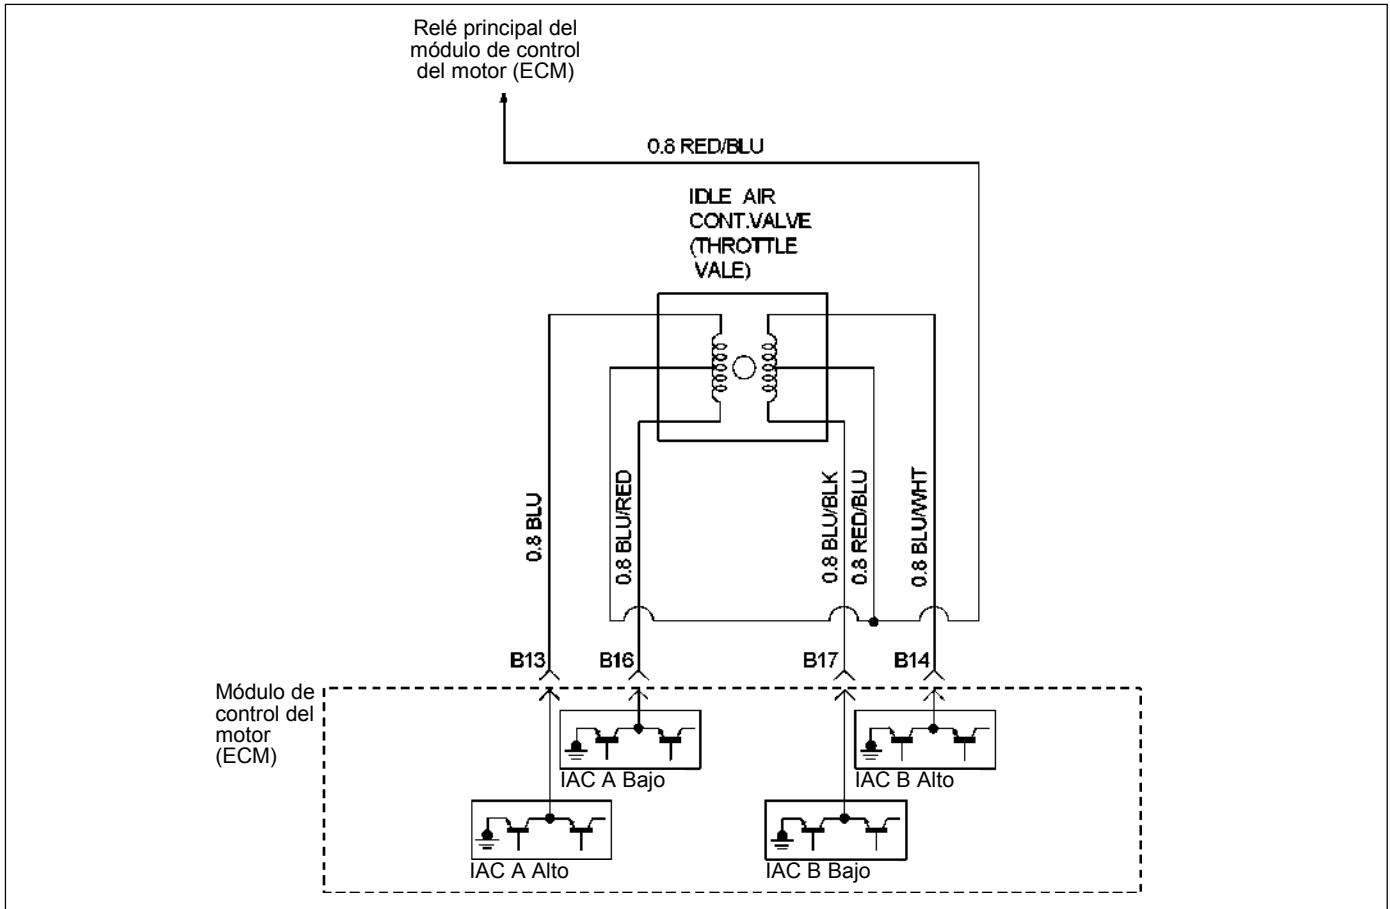 Relé principal del
módulo de control
del motor (ECM)
0.8 RED/BLU
IDLE AIR
CONT.VALVE
(THROTTLE
VALE)
0.8 BLU
0.8 BLU/RED
0.8 BLU/BLK
0.8 RED/BLU
0.8 BLU/WHT
B13
B16
B17
B14
Módulo de
control del
motor
(ECM)
IAC A Bajo
IAC B Alto
IAC A Alto
IAC B Bajo